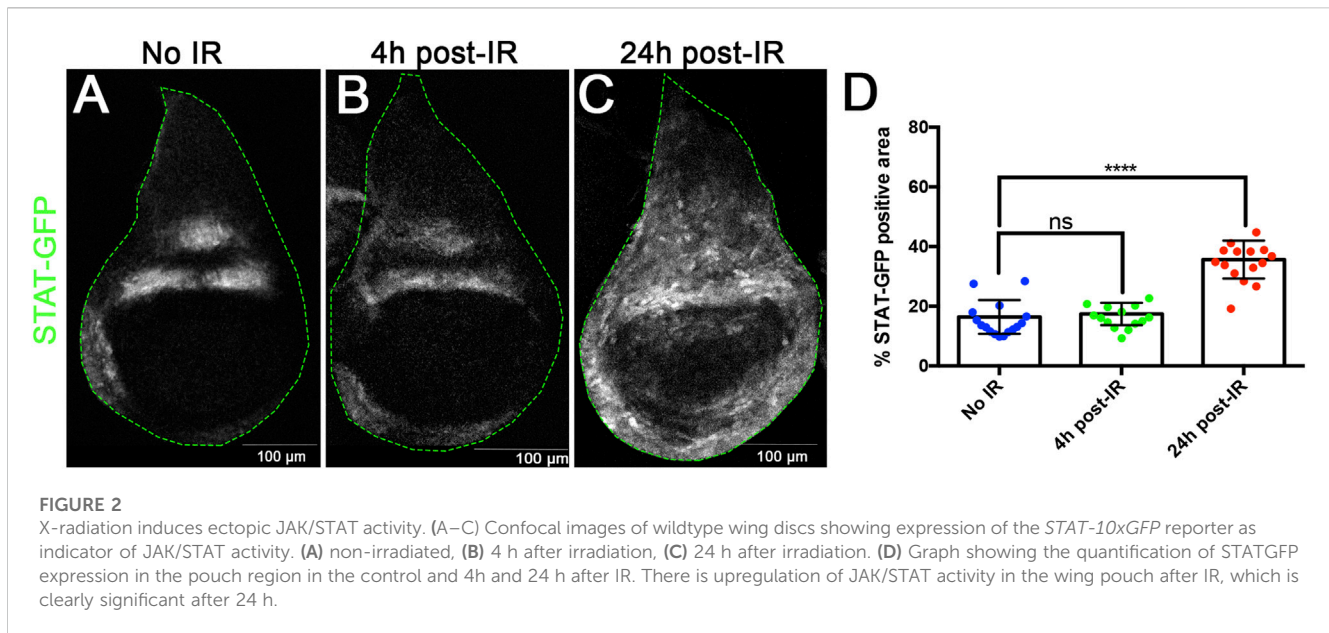 No IR
4h post-IR
24h post-IR
A
B
C
D
STAT-GFP
100 µm
100 µm
100 µm
% STAT-GFP positive area
80
60
40
20
0
****
ns
No IR
4h post-IR
24h post-IR
FIGURE 2
X-radiation induces ectopic JAK/STAT activity. (A–C) Confocal images of wildtype wing discs showing expression of the STAT-10xGFP reporter as
indicator of JAK/STAT activity. (A) non-irradiated, (B) 4 h after irradiation, (C) 24 h after irradiation. (D) Graph showing the quantification of STATGFP
expression in the pouch region in the control and 4h and 24 h after IR. There is upregulation of JAK/STAT activity in the wing pouch after IR, which is
clearly significant after 24 h.